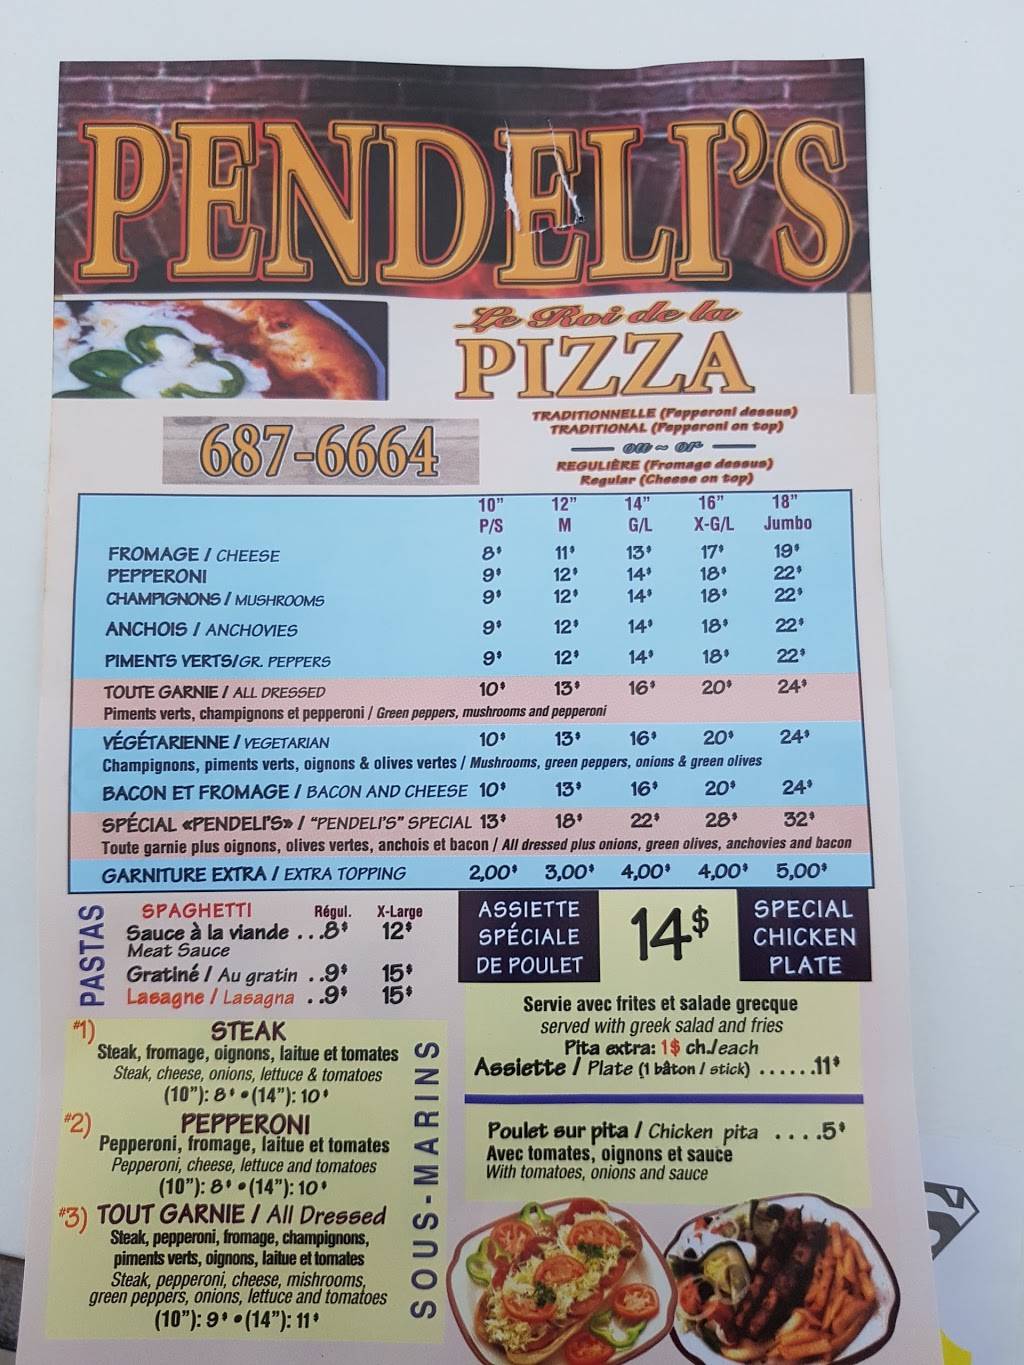 PENDELI'S
Le Roi de la
PIZZA
687-6664
TRADITIONNELLE (Pepperoni dessus)
TRADITIONAL (Pepperoni on top)
ou ~ or
REGULIÈRE (Fromage dessus)
Regular (Cheese on top)
10" 12" 14" 16" 18"
P/S M G/L X-G/L Jumbo
FROMAGE / CHEESE 8$ 11$ 13$ 17$ 19$
PEPPERONI 9$ 12$ 14$ 18$ 22$
CHAMPIGNONS / MUSHROOMS 9$ 12$ 14$ 18$ 22$
ANCHOIS / ANCHOVIES 9$ 12$ 14$ 18$ 22$
PIMENTS VERTS/GR. PEPPERS 9$ 12$ 14$ 18$ 22$
TOUTE GARNIE / ALL DRESSED 10$ 13$ 16$ 20$ 24$
Piments verts, champignons et pepperoni / Green peppers, mushrooms and pepperoni
VÉGÉTARIENNE / VEGETARIAN 10$ 13$ 16$ 20$ 24$
Champignons, piments verts, oignons & olives vertes / Mushrooms, green peppers, onions & green olives
BACON ET FROMAGE / BACON AND CHEESE 10$ 13$ 16$ 20$ 24$
SPÉCIAL «PENDELI'S» / "PENDELI'S" SPECIAL 13$ 18$ 22$ 28$ 32$
Toute garnie plus oignons, olives vertes, anchois et bacon / All dressed plus onions, green olives, anchovies and bacon
GARNITURE EXTRA / EXTRA TOPPING 2,00$ 3,00$ 4,00$ 4,00$ 5,00$
PASTAS
SPAGHETTI Régul. X-Large
Sauce à la viande ...8$ 12$
Meat Sauce
Gratiné / Au gratin ..9$ 15$
Lasagne / Lasagna ..9$ 15$
ASSIETTE
SPÉCIALE
DE POULET
14$
SPECIAL
CHICKEN
PLATE
Servie avec frites et salade grecque
served with greek salad and fries
Pita extra: 1$ ch./each
Assiette / Plate (1 bâton / stick) ......11$
Poulet sur pita / Chicken pita ....5$
Avec tomates, oignons et sauce
With tomatoes, onions and sauce
SOUS-MARINS
#1) STEAK
Steak, fromage, oignons, laitue et tomates
Steak, cheese, onions, lettuce & tomatoes
(10"): 8$ • (14"): 10$
#2) PEPPERONI
Pepperoni, fromage, laitue et tomates
Pepperoni, cheese, lettuce and tomatoes
(10"): 8$ • (14"): 10$
#3) TOUT GARNIE / All Dressed
Steak, pepperoni, fromage, champignons,
piments verts, oignons, laitue et tomates
Steak, pepperoni, cheese, mishrooms,
green peppers, onions, lettuce and tomatoes
(10"): 9$ • (14"): 11$